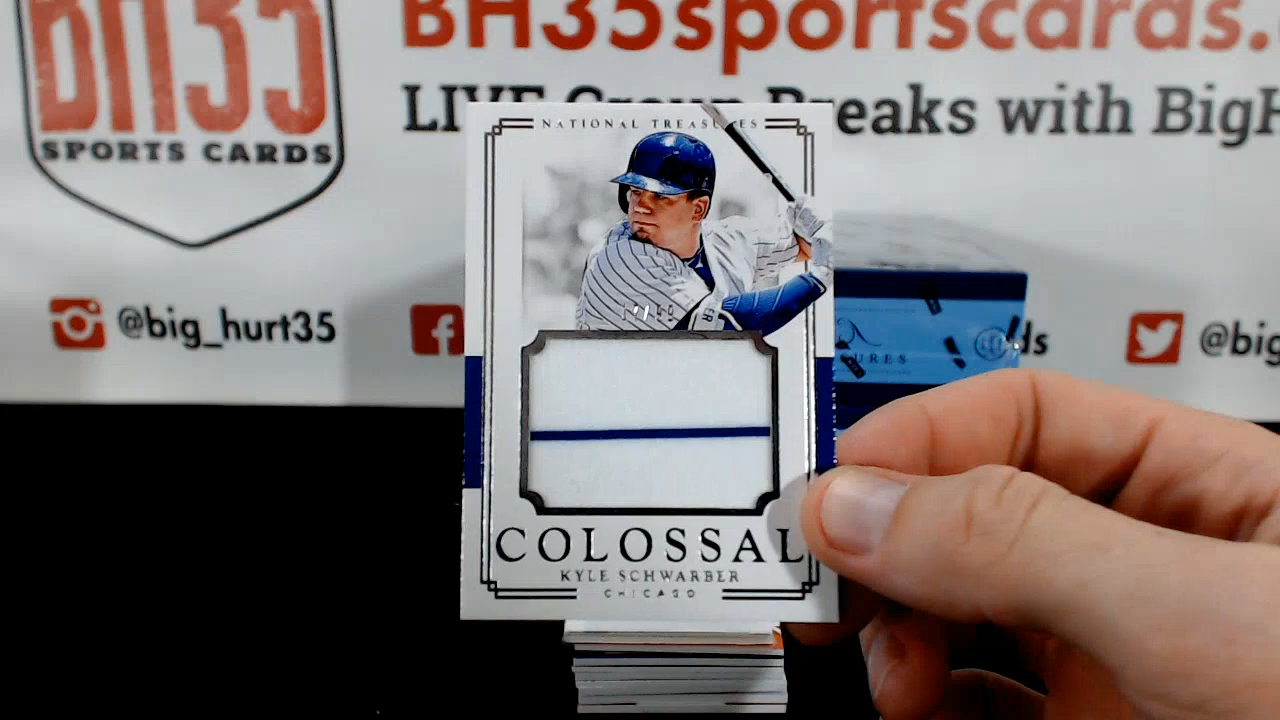 BH35
SPORTS CARDS
BH35sportscards.
LIVE Group Breaks with BigH
NATIONAL TREASURES
@big_hurt35
@big
COLOSSAL
KYLE SCHWARBER
CHICAGO